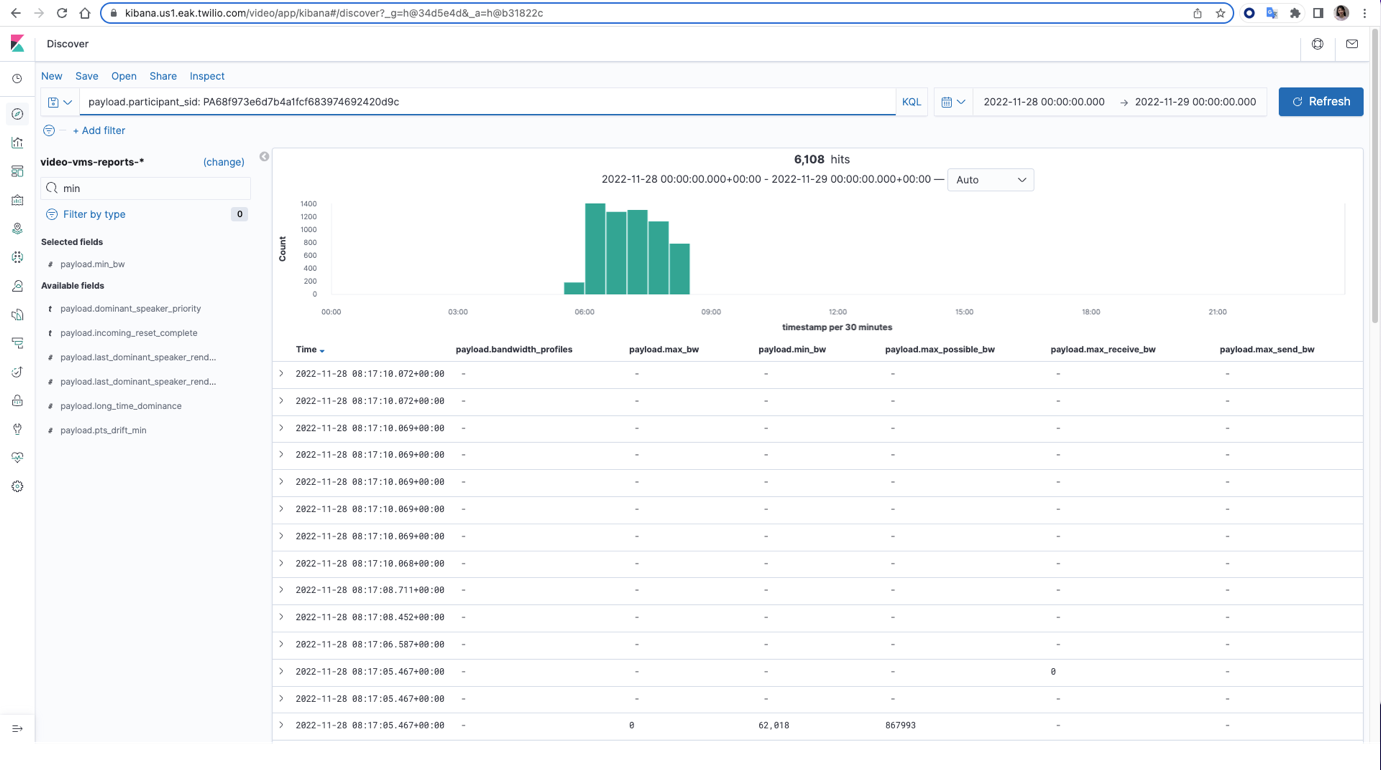 kibana.us1.eak.twilio.com/video/app/kibana#/discover?_g=h@34d5e4d&_a=h@b31822c
Discover
New Save Open Share Inspect
payload.participant_sid: PA68f973e6d7b4a1fcf683974692420d9c KQL 2022-11-28 00:00:00.000 → 2022-11-29 00:00:00.000 Refresh
+ Add filter
video-vms-reports-* (change)
min
Filter by type 0
Selected fields
# payload.min_bw
Available fields
t payload.dominant_speaker_priority
t payload.incoming_reset_complete
# payload.last_dominant_speaker_rend...
# payload.last_dominant_speaker_rend...
# payload.long_time_dominance
# payload.pts_drift_min
6,108 hits
2022-11-28 00:00:00.000+00:00 - 2022-11-29 00:00:00.000+00:00 — Auto
Count
1400
1200
1000
800
600
400
200
0
00:00 03:00 06:00 09:00 12:00 15:00 18:00 21:00
timestamp per 30 minutes
Time payload.bandwidth_profiles payload.max_bw payload.min_bw payload.max_possible_bw payload.max_receive_bw payload.max_send_bw
2022-11-28 08:17:10.072+00:00 - - - - - -
2022-11-28 08:17:10.072+00:00 - - - - - -
2022-11-28 08:17:10.069+00:00 - - - - - -
2022-11-28 08:17:10.069+00:00 - - - - - -
2022-11-28 08:17:10.069+00:00 - - - - - -
2022-11-28 08:17:10.069+00:00 - - - - - -
2022-11-28 08:17:10.069+00:00 - - - - - -
2022-11-28 08:17:10.068+00:00 - - - - - -
2022-11-28 08:17:08.711+00:00 - - - - - -
2022-11-28 08:17:08.452+00:00 - - - - - -
2022-11-28 08:17:06.587+00:00 - - - - - -
2022-11-28 08:17:05.467+00:00 - - - - 0 -
2022-11-28 08:17:05.467+00:00 - - - - - -
2022-11-28 08:17:05.467+00:00 - 0 62,018 867993 - -